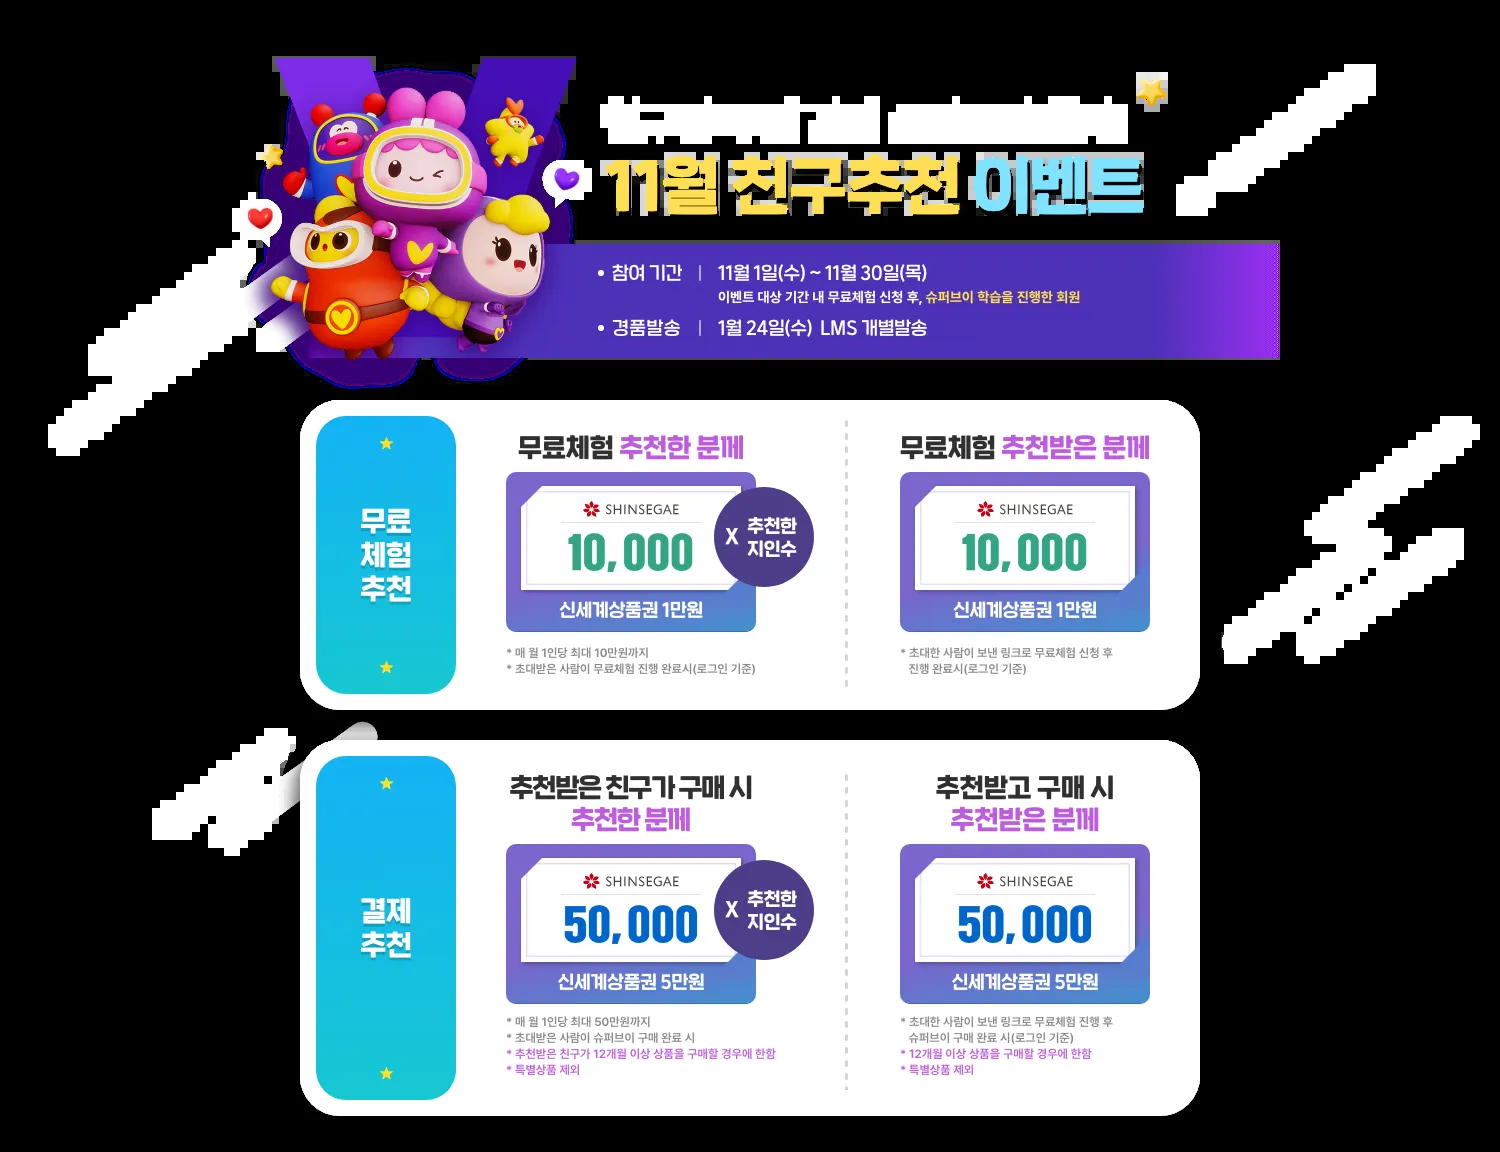 11월 친구추천 이벤트
• 참여 기간 | 11월 1일(수) ~ 11월 30일(목)
이벤트 대상 기간 내 무료체험 신청 후, 슈퍼브이 학습을 진행한 회원
• 경품발송 | 1월 24일(수) LMS 개별발송
무료
체험
추천
무료체험 추천한 분께
SHINSEGAE
10,000
X 추천한
지인수
신세계상품권 1만원
* 매 월 1인당 최대 10만원까지
* 초대받은 사람이 무료체험 진행 완료시(로그인 기준)
무료체험 추천받은 분께
SHINSEGAE
10,000
신세계상품권 1만원
* 초대한 사람이 보낸 링크로 무료체험 신청 후
진행 완료시(로그인 기준)
결제
추천
추천받은 친구가 구매 시
추천한 분께
SHINSEGAE
50,000
X 추천한
지인수
신세계상품권 5만원
* 매 월 1인당 최대 50만원까지
* 초대받은 사람이 슈퍼브이 구매 완료 시
* 추천받은 친구가 12개월 이상 상품을 구매할 경우에 한함
* 특별상품 제외
추천받고 구매 시
추천받은 분께
SHINSEGAE
50,000
신세계상품권 5만원
* 초대한 사람이 보낸 링크로 무료체험 진행 후
슈퍼브이 구매 완료 시(로그인 기준)
* 12개월 이상 상품을 구매할 경우에 한함
* 특별상품 제외